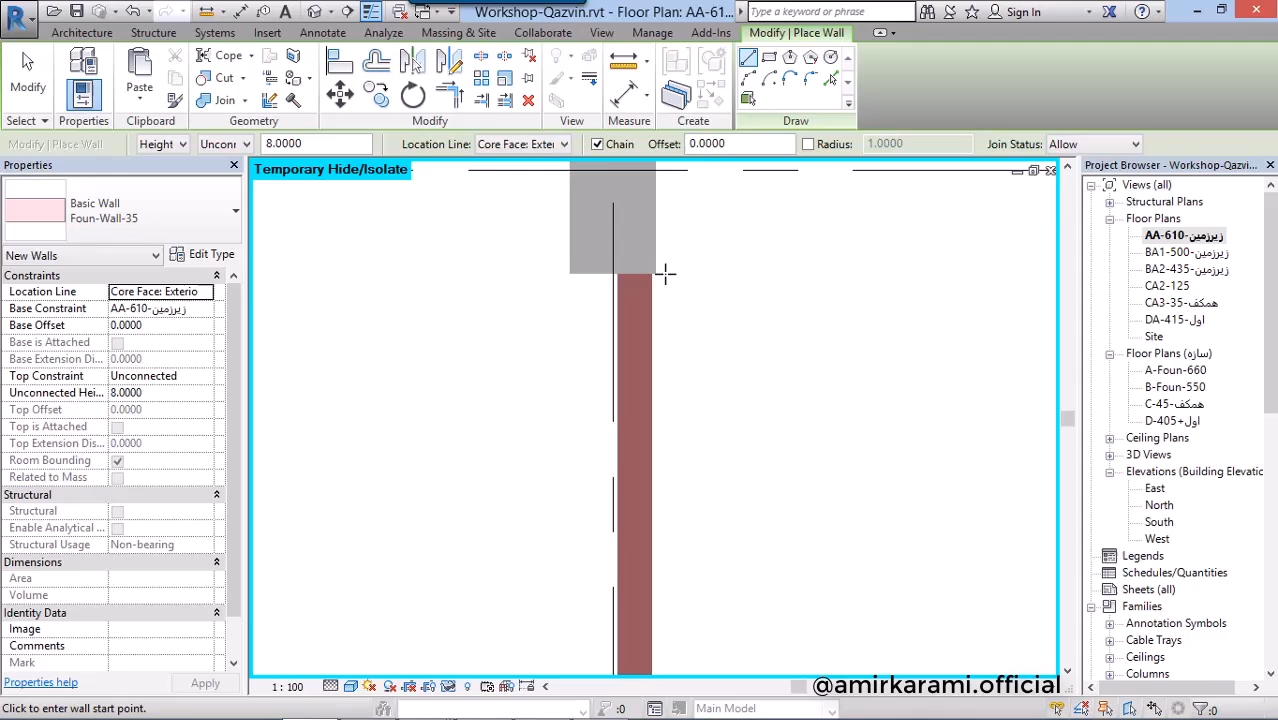 Workshop-Qazvin.rvt - Floor Plan: AA-61...
Type a keyword or phrase
Sign In
Architecture Structure Systems Insert Annotate Analyze Massing & Site Collaborate View Manage Add-Ins Modify | Place Wall
Modify
Paste
Cope
Cut
Join
Select Properties Clipboard Geometry Modify View Measure Create Draw
Modify | Place Wall Height Unconr 8.0000 Location Line: Core Face: Exter Chain Offset: 0.0000 Radius: 1.0000 Join Status: Allow
Properties
Basic Wall
Foun-Wall-35
New Walls Edit Type
Constraints
Location Line Core Face: Exterio
Base Constraint AA-610-زیرزمین
Base Offset 0.0000
Base is Attached
Base Extension Di... 0.0000
Top Constraint Unconnected
Unconnected Hei... 8.0000
Top Offset 0.0000
Top is Attached
Top Extension Dis... 0.0000
Room Bounding
Related to Mass
Structural
Structural
Enable Analytical ...
Structural Usage Non-bearing
Dimensions
Area
Volume
Identity Data
Image
Comments
Mark
Properties help Apply
Temporary Hide/Isolate
Project Browser - Workshop-Qazvi...
Views (all)
Structural Plans
Floor Plans
AA-610-زیرزمین
BA1-500-زیرزمین
BA2-435-زیرزمین
CA2-125
CA3-35-همکف
DA-415-اول
Site
Floor Plans (سازه)
A-Foun-660
B-Foun-550
C-45-همکف
D-405+اول
Ceiling Plans
3D Views
Elevations (Building Elevatio
East
North
South
West
Legends
Schedules/Quantities
Sheets (all)
Families
Annotation Symbols
Cable Trays
Ceilings
Columns
1 : 100
@amirkarami.official
Click to enter wall start point.
:0
Main Model
:0